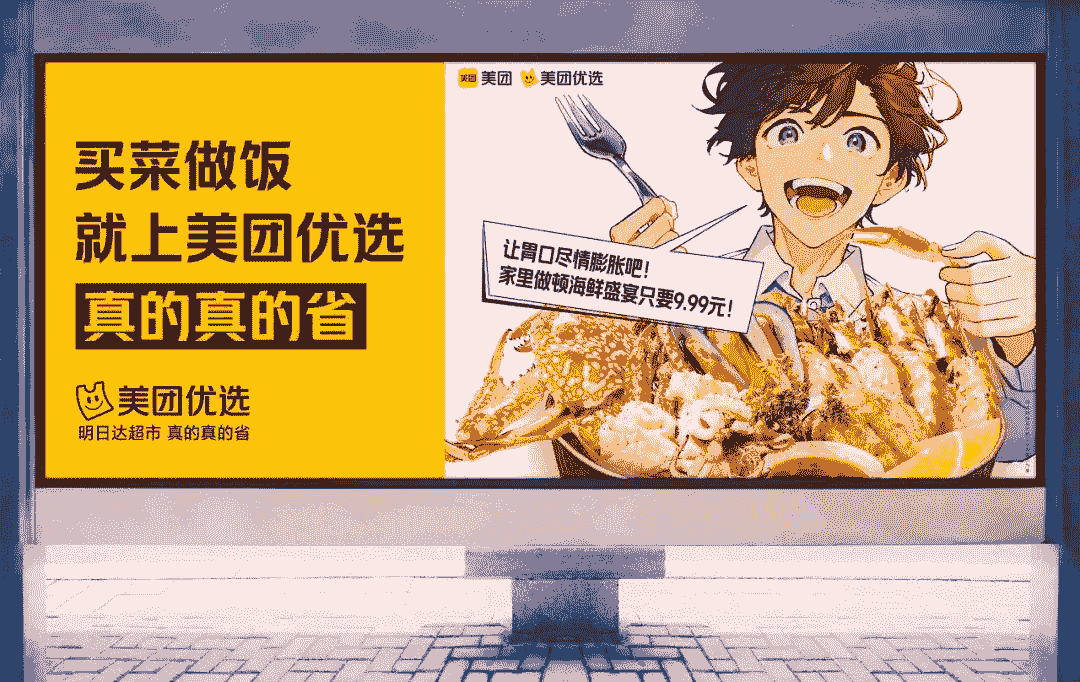 买菜做饭
就上美团优选
真的真的省
美团优选
明日达超市 真的真的省
美团 美团 美团优选
让胃口尽情膨胀吧！
家里做顿海鲜盛宴只要9.99元！